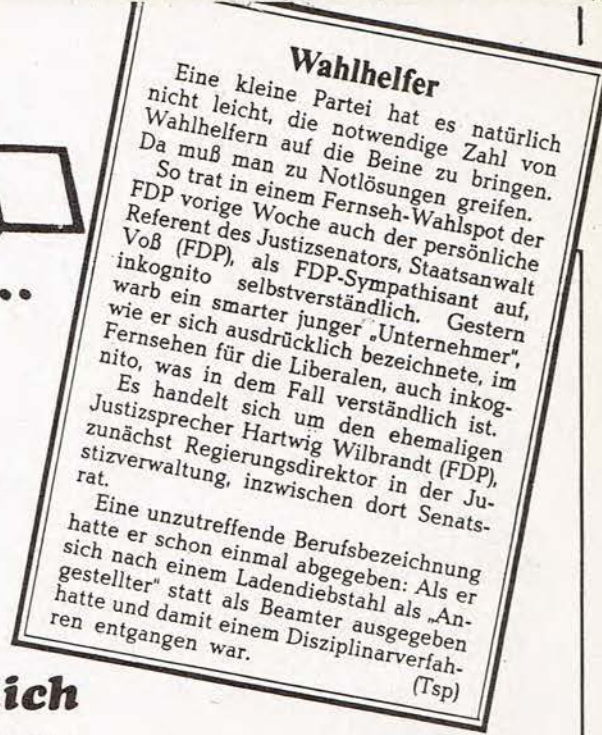 Wahlhelfer
Eine kleine Partei hat es natürlich
nicht leicht, die notwendige Zahl von
Wahlhelfern auf die Beine zu bringen.
Da muß man zu Notlösungen greifen.
So trat in einem Fernseh-Wahlspot der
FDP vorige Woche auch der persönliche
Referent des Justizsenators, Staatsanwalt
Voß (FDP), als FDP-Sympathisant auf,
inkognito selbstverständlich. Gestern
warb ein smarter junger „Unternehmer",
wie er sich ausdrücklich bezeichnete, im
Fernsehen für die Liberalen, auch inkog-
nito, was in dem Fall verständlich ist.
Es handelt sich um den ehemaligen
Justizsprecher Hartwig Wilbrandt (FDP),
zunächst Regierungsdirektor in der Ju-
stizverwaltung, inzwischen dort Senats-
rat.
Eine unzutreffende Berufsbezeichnung
hatte er schon einmal abgegeben: Als er
sich nach einem Ladendiebstahl als „An-
gestellter" statt als Beamter ausgegeben
hatte und damit einem Disziplinarverfah-
ren entgangen war. (Tsp)
..
ich